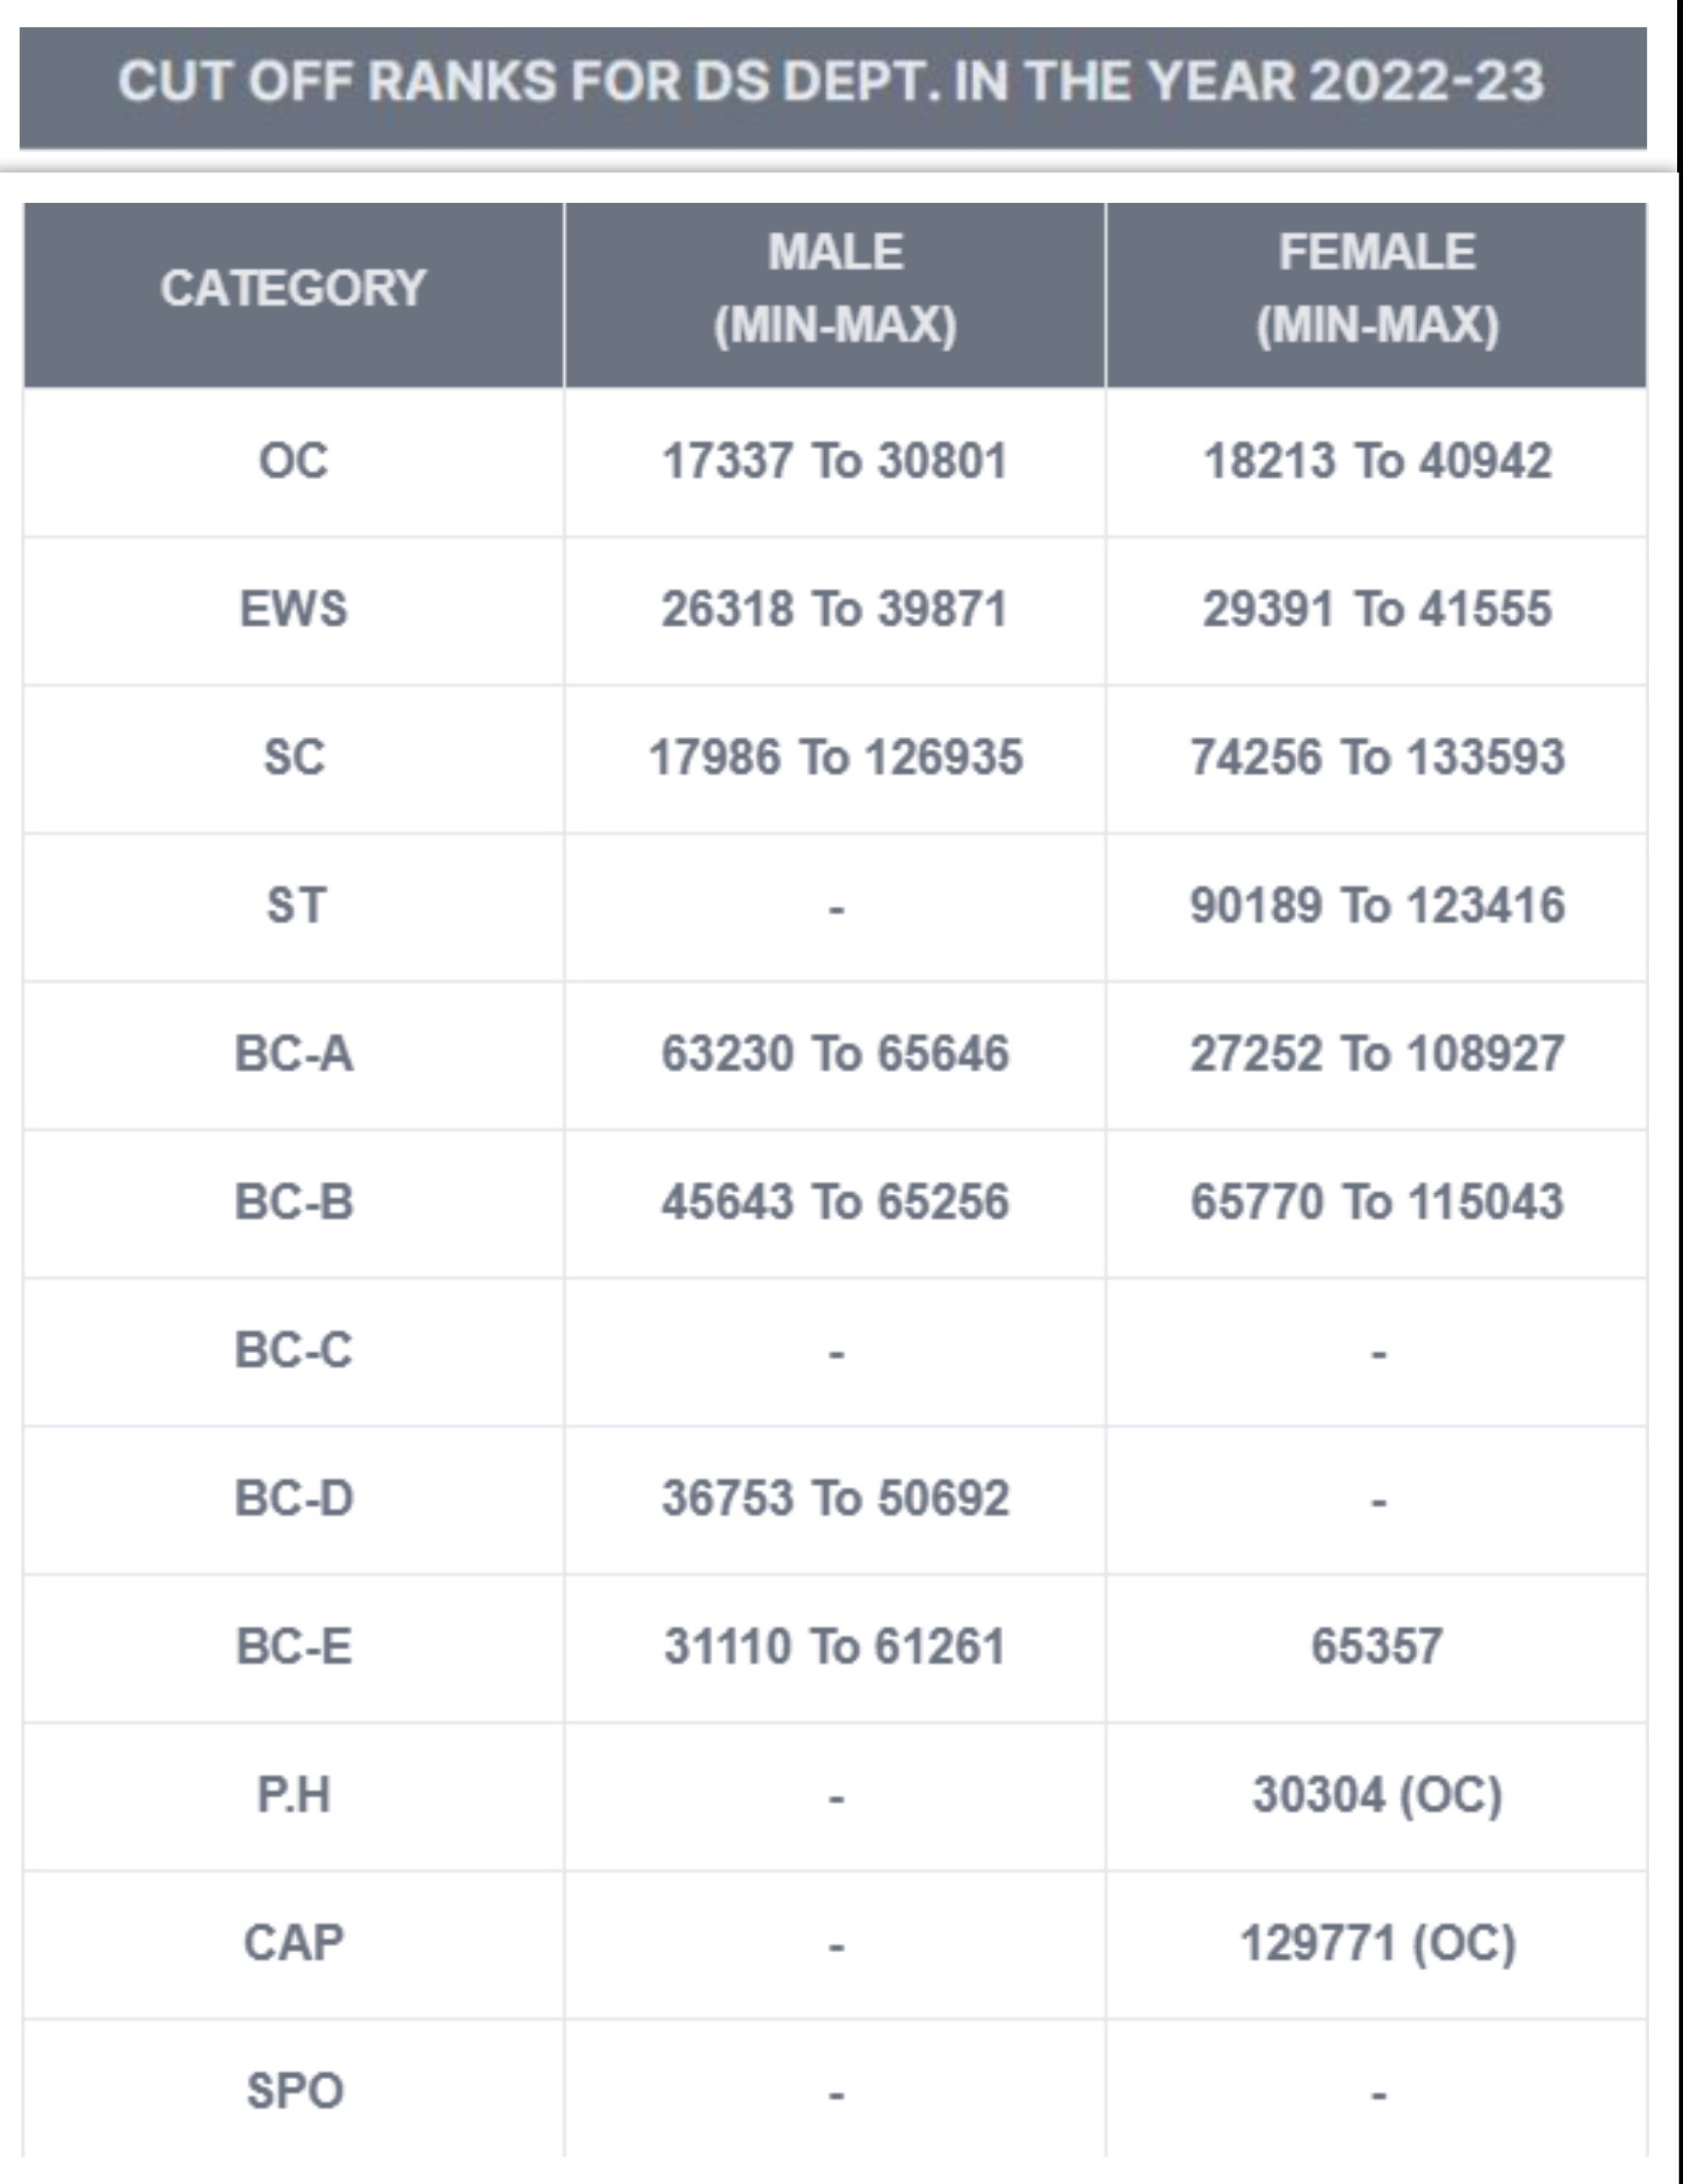 CUT OFF RANKS FOR DS DEPT. IN THE YEAR 2022-23
CATEGORY MALE (MIN-MAX) FEMALE (MIN-MAX)
OC 17337 To 30801 18213 To 40942
EWS 26318 To 39871 29391 To 41555
SC 17986 To 126935 74256 To 133593
ST - 90189 To 123416
BC-A 63230 To 65646 27252 To 108927
BC-B 45643 To 65256 65770 To 115043
BC-C - -
BC-D 36753 To 50692 -
BC-E 31110 To 61261 65357
P.H - 30304 (OC)
CAP - 129771 (OC)
SPO - -